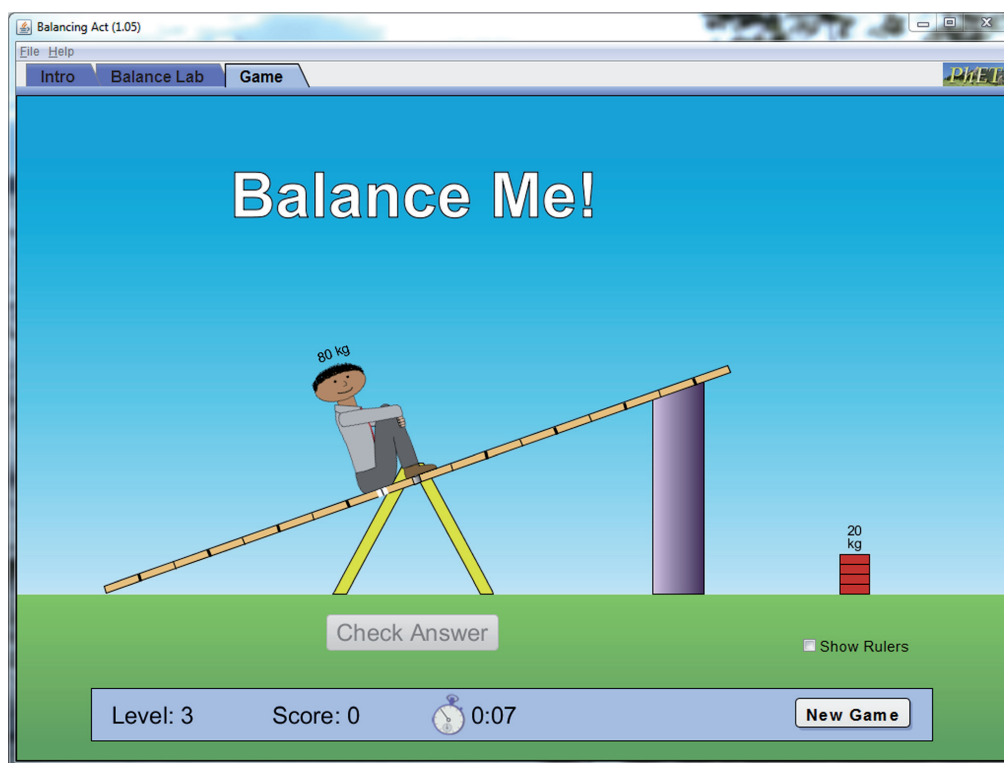 Balancing Act (1.05)
File Help
Intro Balance Lab Game
PhET
Balance Me!
80 kg
20
kg
Check Answer
Show Rulers
Level: 3 Score: 0 0:07 New Game